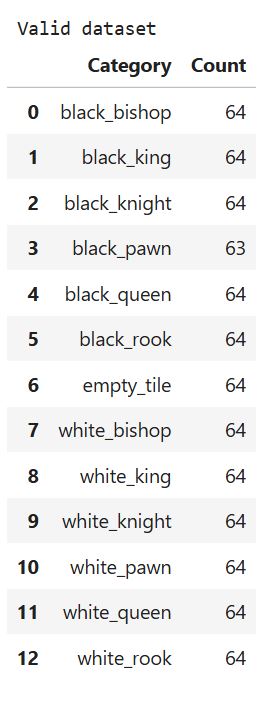 Valid dataset
Category Count
0 black_bishop 64
1 black_king 64
2 black_knight 64
3 black_pawn 63
4 black_queen 64
5 black_rook 64
6 empty_tile 64
7 white_bishop 64
8 white_king 64
9 white_knight 64
10 white_pawn 64
11 white_queen 64
12 white_rook 64